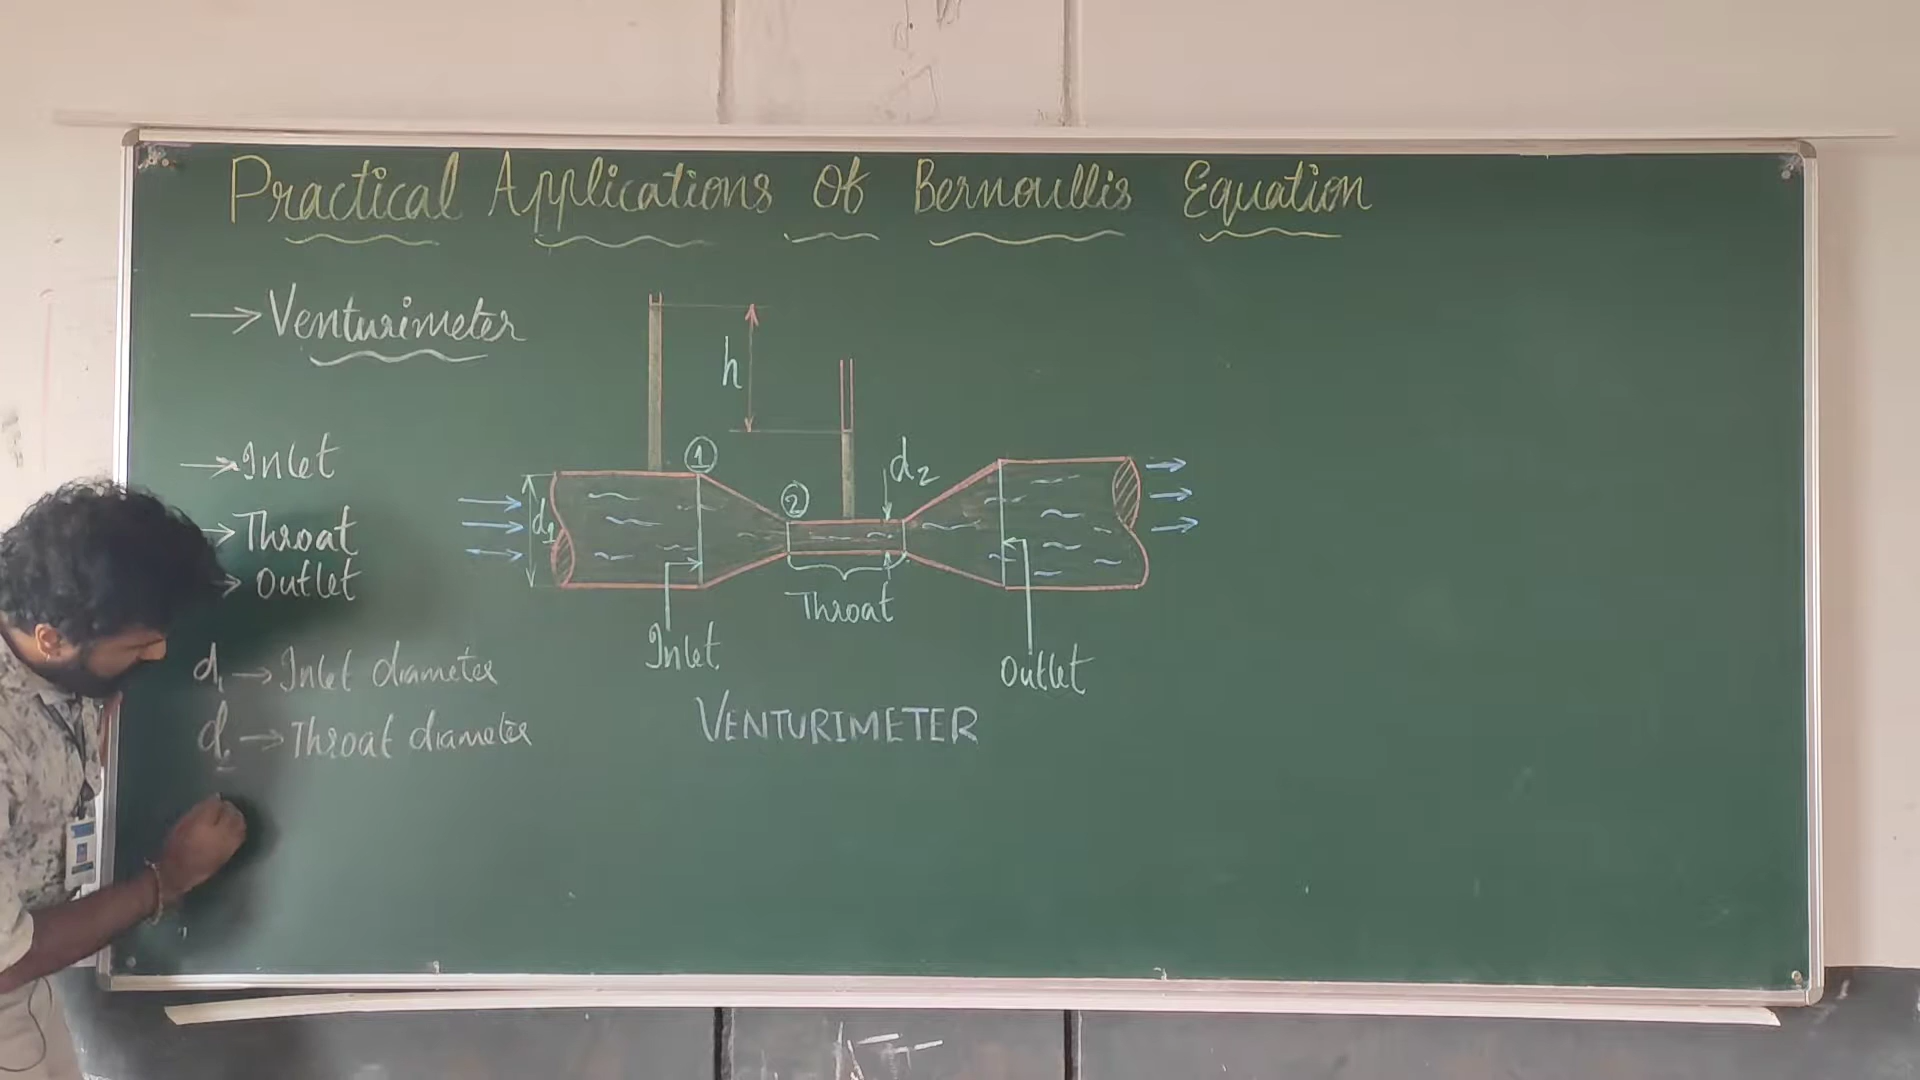 Practical Applications Of Bernoullis Equation
→ Venturimeter
→ Inlet
→ Throat
→ Outlet
d₁ → Inlet diameter
d → Throat diameter
h
①
②
d₁
d₂
Throat
Inlet
Outlet
VENTURIMETER